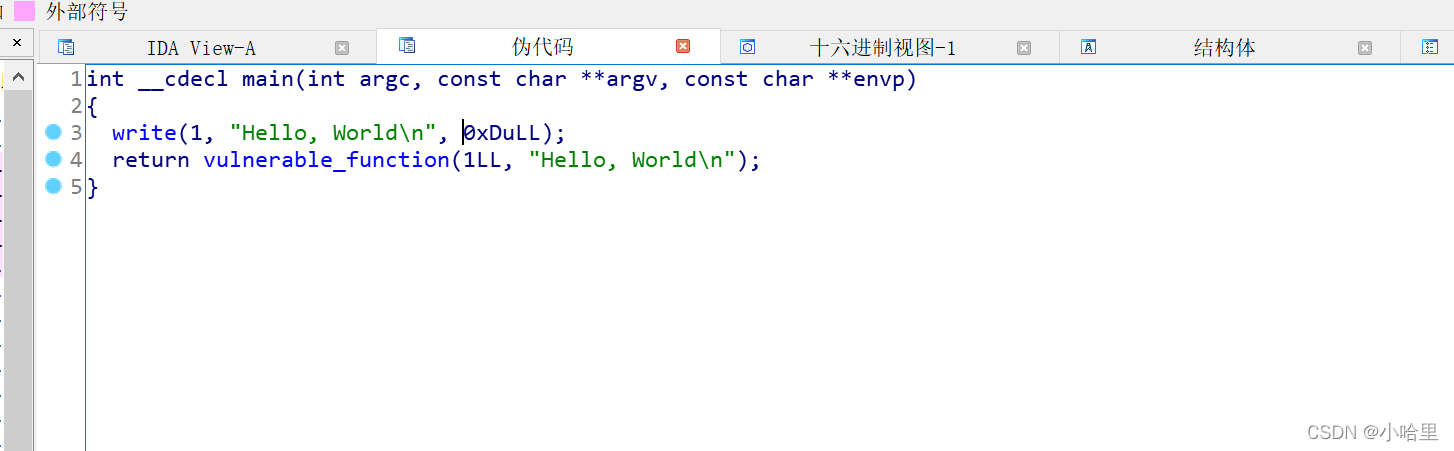 外部符号
IDA View-A 伪代码 十六进制视图-1 结构体
1 int __cdecl main(int argc, const char **argv, const char **envp)
2 {
3 write(1, "Hello, World\n", 0xDuLL);
4 return vulnerable_function(1LL, "Hello, World\n");
5 }
CSDN @小哈里